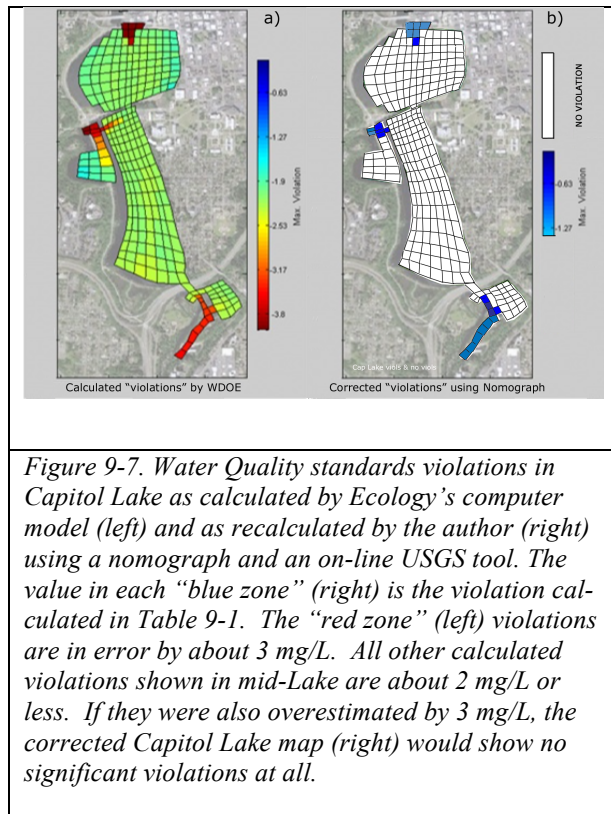 a)
-0.63
-1.27
-1.9
-2.53
-3.17
-3.8
Max. Violation
Calculated "violations" by WDOE
b)
NO VIOLATION
-0.63
-1.27
Max. Violation
Cap Lake viols & no viols
Corrected "violations" using Nomograph
Figure 9-7. Water Quality standards violations in
Capitol Lake as calculated by Ecology's computer
model (left) and as recalculated by the author (right)
using a nomograph and an on-line USGS tool. The
value in each "blue zone" (right) is the violation cal-
culated in Table 9-1. The "red zone" (left) violations
are in error by about 3 mg/L. All other calculated
violations shown in mid-Lake are about 2 mg/L or
less. If they were also overestimated by 3 mg/L, the
corrected Capitol Lake map (right) would show no
significant violations at all.